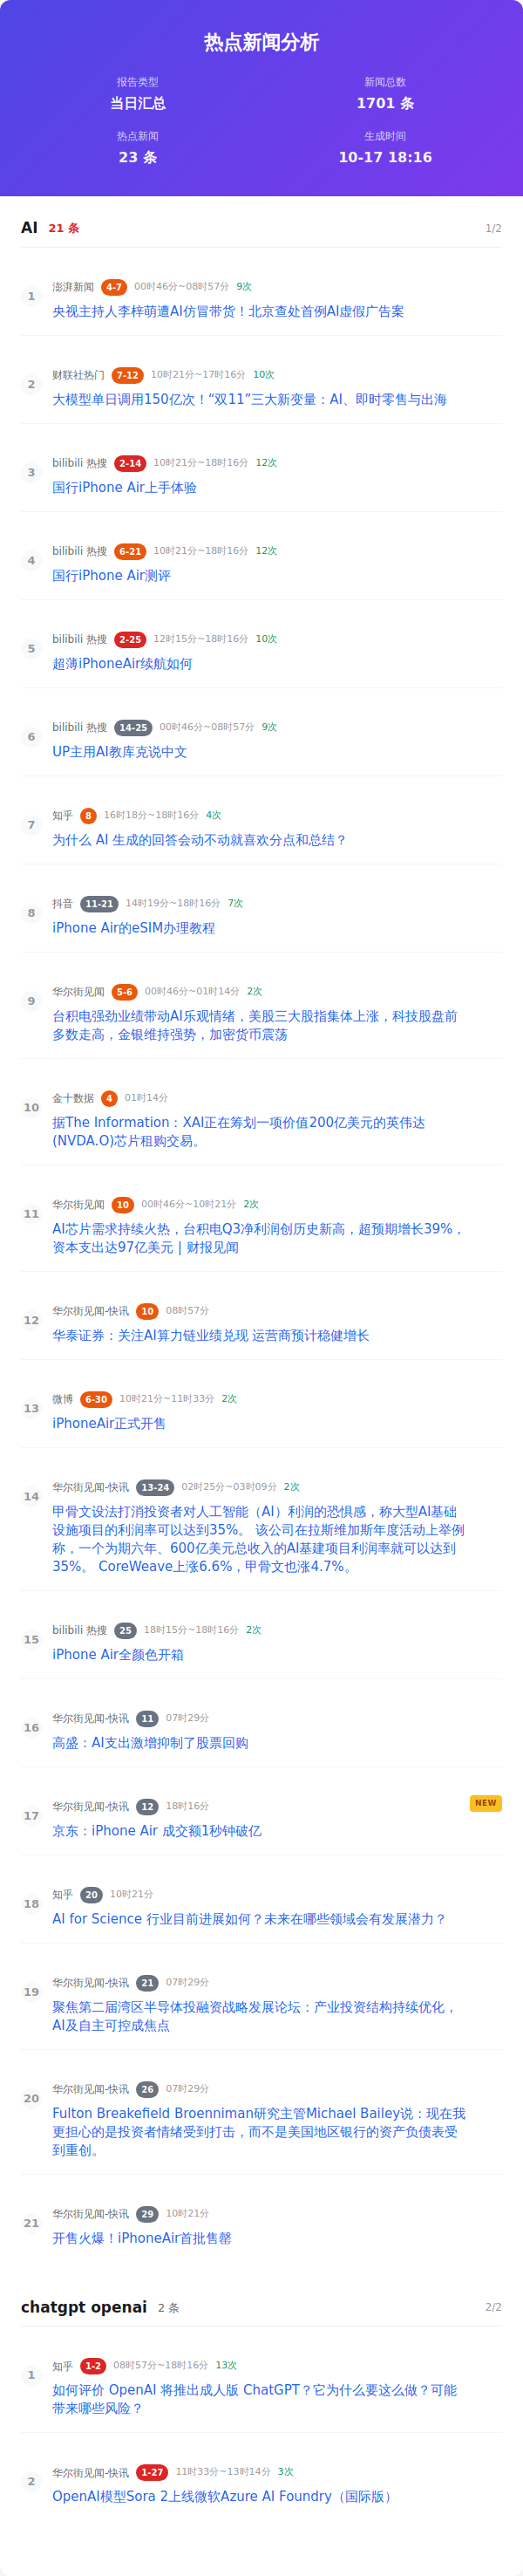 热点新闻分析
报告类型
当日汇总
新闻总数
1701 条
热点新闻
23 条
生成时间
10-17 18:16
AI 21 条 1/2
1
澎湃新闻 4-7 00时46分~08时57分 9次
央视主持人李梓萌遭AI仿冒带货！北京查处首例AI虚假广告案
2
财联社热门 7-12 10时21分~17时16分 10次
大模型单日调用150亿次！“双11”三大新变量：AI、即时零售与出海
3
bilibili 热搜 2-14 10时21分~18时16分 12次
国行iPhone Air上手体验
4
bilibili 热搜 6-21 10时21分~18时16分 12次
国行iPhone Air测评
5
bilibili 热搜 2-25 12时15分~18时16分 10次
超薄iPhoneAir续航如何
6
bilibili 热搜 14-25 00时46分~08时57分 9次
UP主用AI教库克说中文
7
知乎 8 16时18分~18时16分 4次
为什么 AI 生成的回答会动不动就喜欢分点和总结？
8
抖音 11-21 14时19分~18时16分 7次
iPhone Air的eSIM办理教程
9
华尔街见闻 5-6 00时46分~01时14分 2次
台积电强劲业绩带动AI乐观情绪，美股三大股指集体上涨，科技股盘前
多数走高，金银维持强势，加密货币震荡
10
金十数据 4 01时14分
据The Information：XAI正在筹划一项价值200亿美元的英伟达
(NVDA.O)芯片租购交易。
11
华尔街见闻 10 00时46分~10时21分 2次
AI芯片需求持续火热，台积电Q3净利润创历史新高，超预期增长39%，
资本支出达97亿美元 | 财报见闻
12
华尔街见闻-快讯 10 08时57分
华泰证券：关注AI算力链业绩兑现 运营商预计稳健增长
13
微博 6-30 10时21分~11时33分 2次
iPhoneAir正式开售
14
华尔街见闻-快讯 13-24 02时25分~03时09分 2次
甲骨文设法打消投资者对人工智能（AI）利润的恐惧感，称大型AI基础
设施项目的利润率可以达到35%。 该公司在拉斯维加斯年度活动上举例
称，一个为期六年、600亿美元总收入的AI基建项目利润率就可以达到
35%。 CoreWeave上涨6.6%，甲骨文也涨4.7%。
15
bilibili 热搜 25 18时15分~18时16分 2次
iPhone Air全颜色开箱
16
华尔街见闻-快讯 11 07时29分
高盛：AI支出激增抑制了股票回购
17
华尔街见闻-快讯 12 18时16分 NEW
京东：iPhone Air 成交额1秒钟破亿
18
知乎 20 10时21分
AI for Science 行业目前进展如何？未来在哪些领域会有发展潜力？
19
华尔街见闻-快讯 21 07时29分
聚焦第二届湾区半导体投融资战略发展论坛：产业投资结构持续优化，
AI及自主可控成焦点
20
华尔街见闻-快讯 26 07时29分
Fulton Breakefield Broenniman研究主管Michael Bailey说：现在我
更担心的是投资者情绪受到打击，而不是美国地区银行的资产负债表受
到重创。
21
华尔街见闻-快讯 29 10时21分
开售火爆！iPhoneAir首批售罄
chatgpt openai 2 条 2/2
1
知乎 1-2 08时57分~18时16分 13次
如何评价 OpenAI 将推出成人版 ChatGPT？它为什么要这么做？可能
带来哪些风险？
2
华尔街见闻-快讯 1-27 11时33分~13时14分 3次
OpenAI模型Sora 2上线微软Azure AI Foundry（国际版）